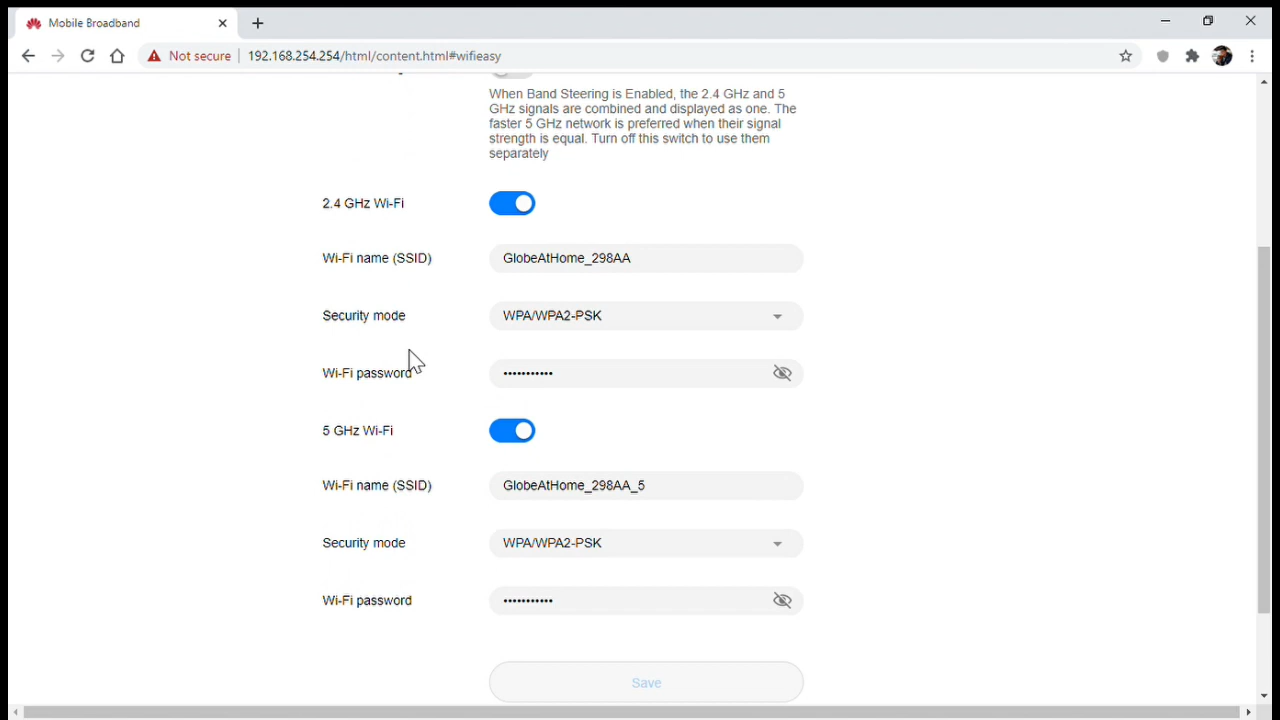 Mobile Broadband
Not secure
192.168.254.254/html/content.html#wifieasy
When Band Steering is Enabled, the 2.4 GHz and 5
GHz signals are combined and displayed as one. The
faster 5 GHz network is preferred when their signal
strength is equal. Turn off this switch to use them
separately
2.4 GHz Wi-Fi
Wi-Fi name (SSID)
GlobeAtHome_298AA
Security mode
WPA/WPA2-PSK
Wi-Fi password
•••••••••••
5 GHz Wi-Fi
Wi-Fi name (SSID)
GlobeAtHome_298AA_5
Security mode
WPA/WPA2-PSK
Wi-Fi password
•••••••••••
Save